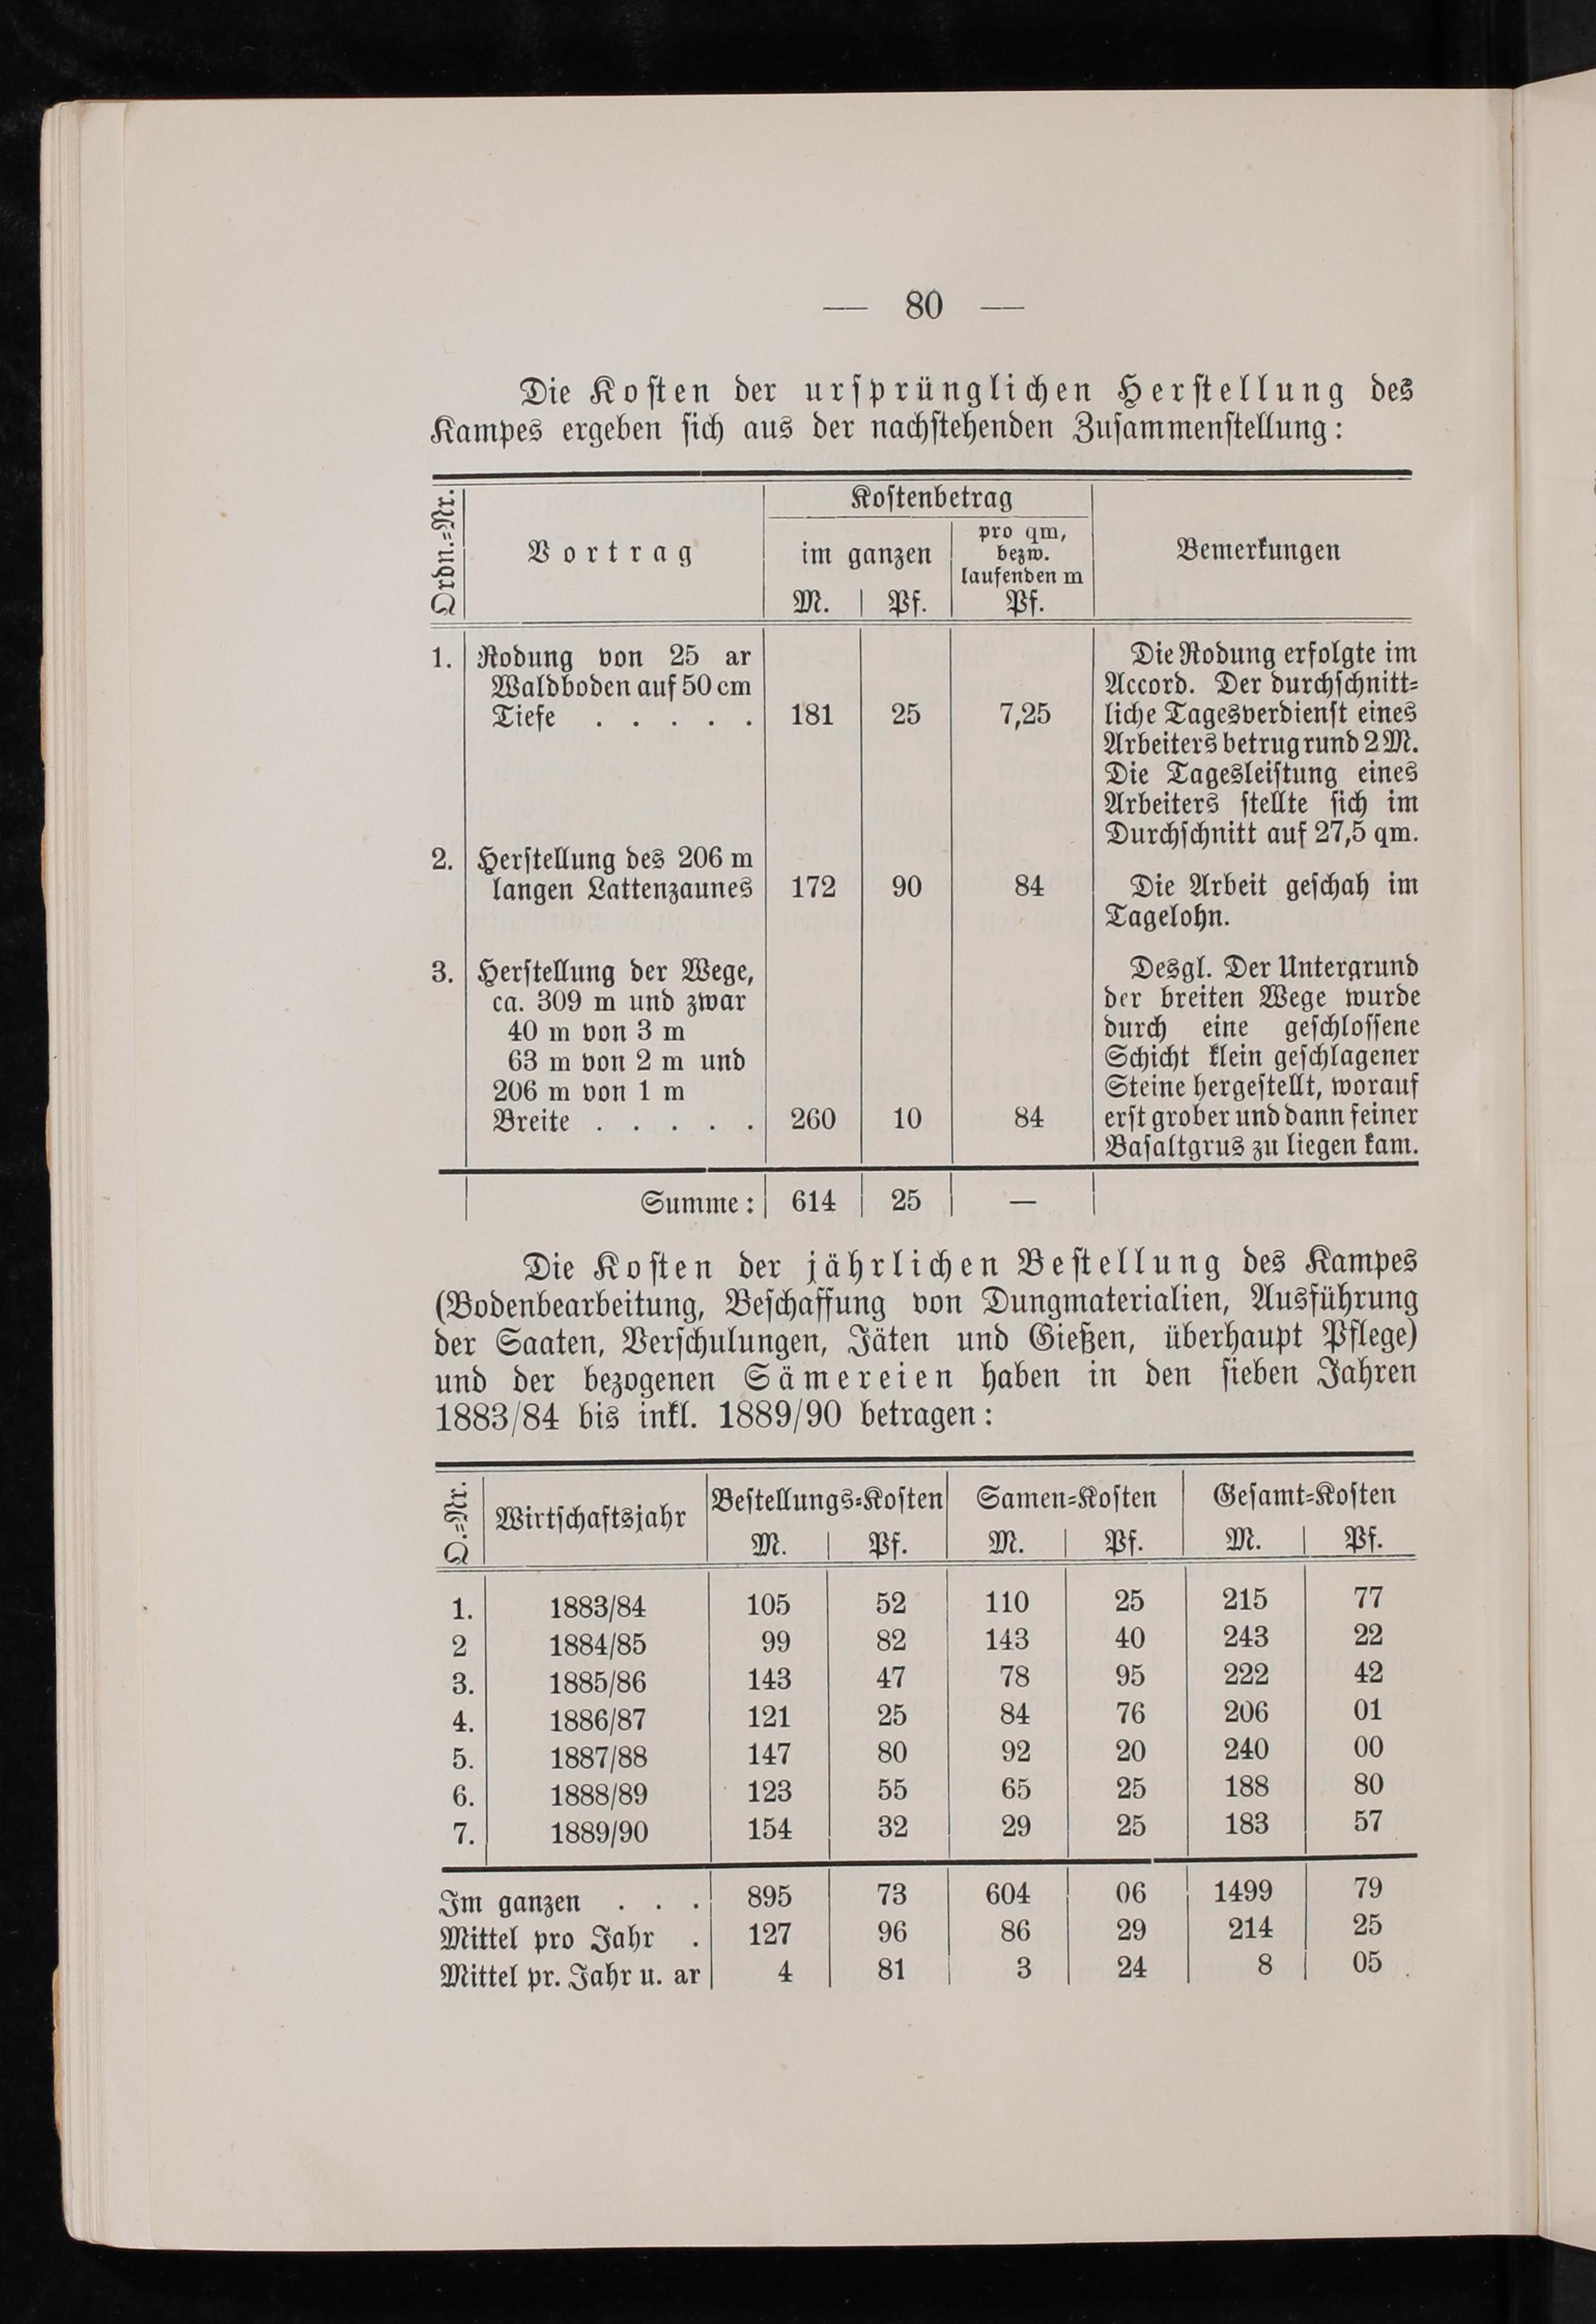 — 80 —
Die Koſten der urſprünglichen Herſtellung des
Kampes ergeben ſich aus der nachſtehenden Zuſammenſtellung:
Ordn.=Nr.
Vortrag
Koſtenbetrag
im ganzen
pro qm,
bezw.
laufenden m
Bemerkungen
M. Pf. Pf.
1. Rodung von 25 ar
Waldboden auf 50 cm
Tiefe . . . . . 181 25 7,25
Die Rodung erfolgte im
Accord. Der durchſchnitt=
liche Tagesverdienſt eines
Arbeiters betrug rund 2 M.
Die Tagesleiſtung eines
Arbeiters ſtellte ſich im
Durchſchnitt auf 27,5 qm.
2. Herſtellung des 206 m
langen Lattenzaunes 172 90 84
Die Arbeit geſchah im
Tagelohn.
3. Herſtellung der Wege,
ca. 309 m und zwar
40 m von 3 m
63 m von 2 m und
206 m von 1 m
Breite . . . . . 260 10 84
Desgl. Der Untergrund
der breiten Wege wurde
durch eine geſchloſſene
Schicht klein geſchlagener
Steine hergeſtellt, worauf
erſt grober und dann feiner
Baſaltgrus zu liegen kam.
Summe: 614 25 —
Die Koſten der jährlichen Beſtellung des Kampes
(Bodenbearbeitung, Beſchaffung von Dungmaterialien, Ausführung
der Saaten, Verſchulungen, Jäten und Gießen, überhaupt Pflege)
und der bezogenen Sämereien haben in den ſieben Jahren
1883/84 bis inkl. 1889/90 betragen:
O.=Nr. Wirtſchaftsjahr Beſtellungs=Koſten Samen=Koſten Geſamt=Koſten
M. Pf. M. Pf. M. Pf.
1. 1883/84 105 52 110 25 215 77
2 1884/85 99 82 143 40 243 22
3. 1885/86 143 47 78 95 222 42
4. 1886/87 121 25 84 76 206 01
5. 1887/88 147 80 92 20 240 00
6. 1888/89 123 55 65 25 188 80
7. 1889/90 154 32 29 25 183 57
Im ganzen . . . 895 73 604 06 1499 79
Mittel pro Jahr . 127 96 86 29 214 25
Mittel pr. Jahr u. ar 4 81 3 24 8 05